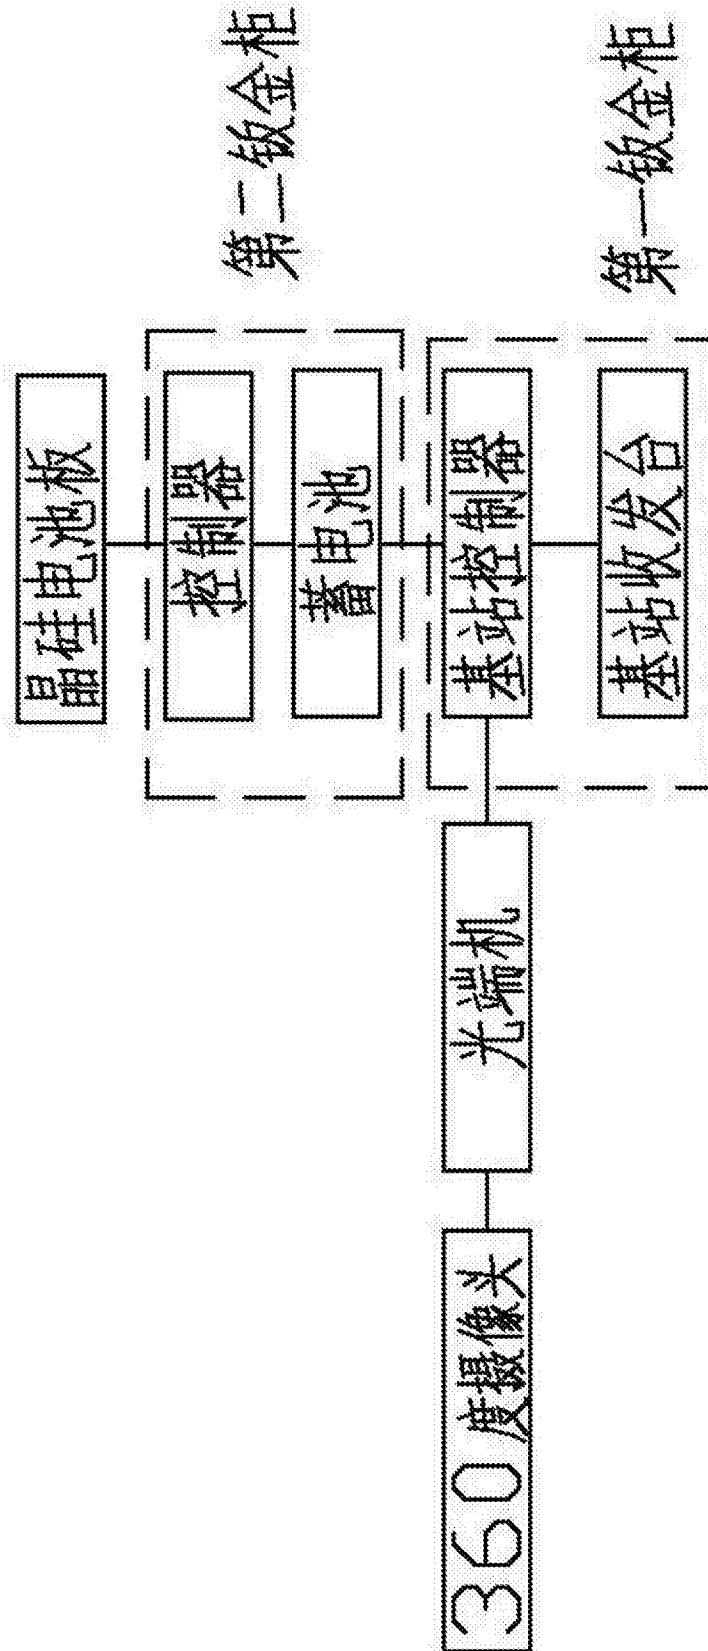 晶硅电池板
第二钣金柜
控制器
蓄电池
第一钣金柜
360度摄像头
光端机
基站控制器
基站收发台